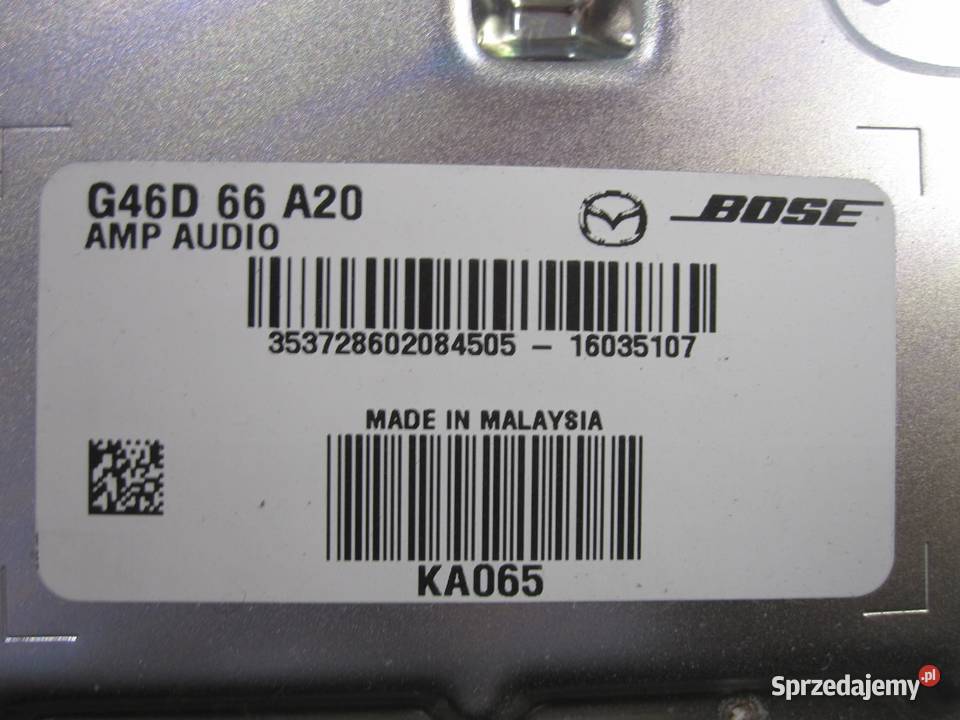 G46D 66 A20
BOSE
AMP AUDIO
353728602084505 - 16035107
MADE IN MALAYSIA
KA065
Sprzedajemy.pl